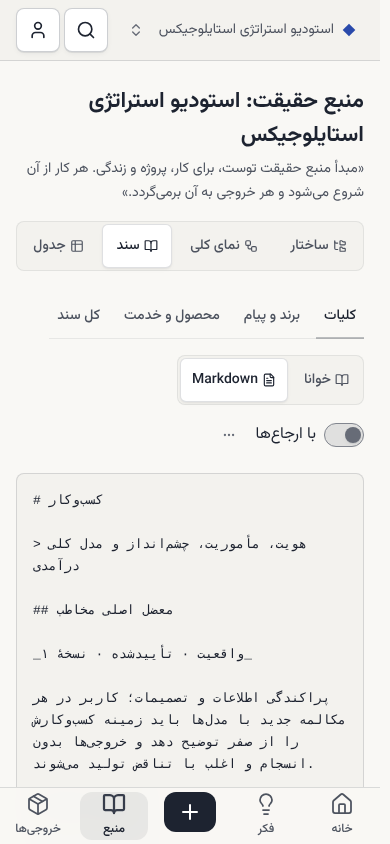 استودیو استراتژی استایلوجیکس
منبع حقیقت: استودیو استراتژی
استایلوجیکس
«مبدأ منبع حقیقت توست، برای کار، پروژه و زندگی. هر کار از آن
شروع می‌شود و هر خروجی به آن برمی‌گردد.»
ساختار
نمای کلی
سند
جدول
کلیات
برند و پیام
محصول و خدمت
کل سند
خوانا
Markdown
با ارجاع‌ها
...
# کسب‌وکار
> هویت، مأموریت، چشم‌انداز و مدل کلی
درآمدی
## معضل اصلی مخاطب
_واقعیت · تأییدشده · نسخهٔ ۱_
پراکندگی اطلاعات و تصمیمات؛ کاربر در هر
مکالمه جدید با مدل‌ها باید زمینه کسب‌وکارش
را از صفر توضیح دهد و خروجی‌ها بدون
انسجام و اغلب با تناقض تولید می‌شوند.
خانه
فکر
منبع
خروجی‌ها